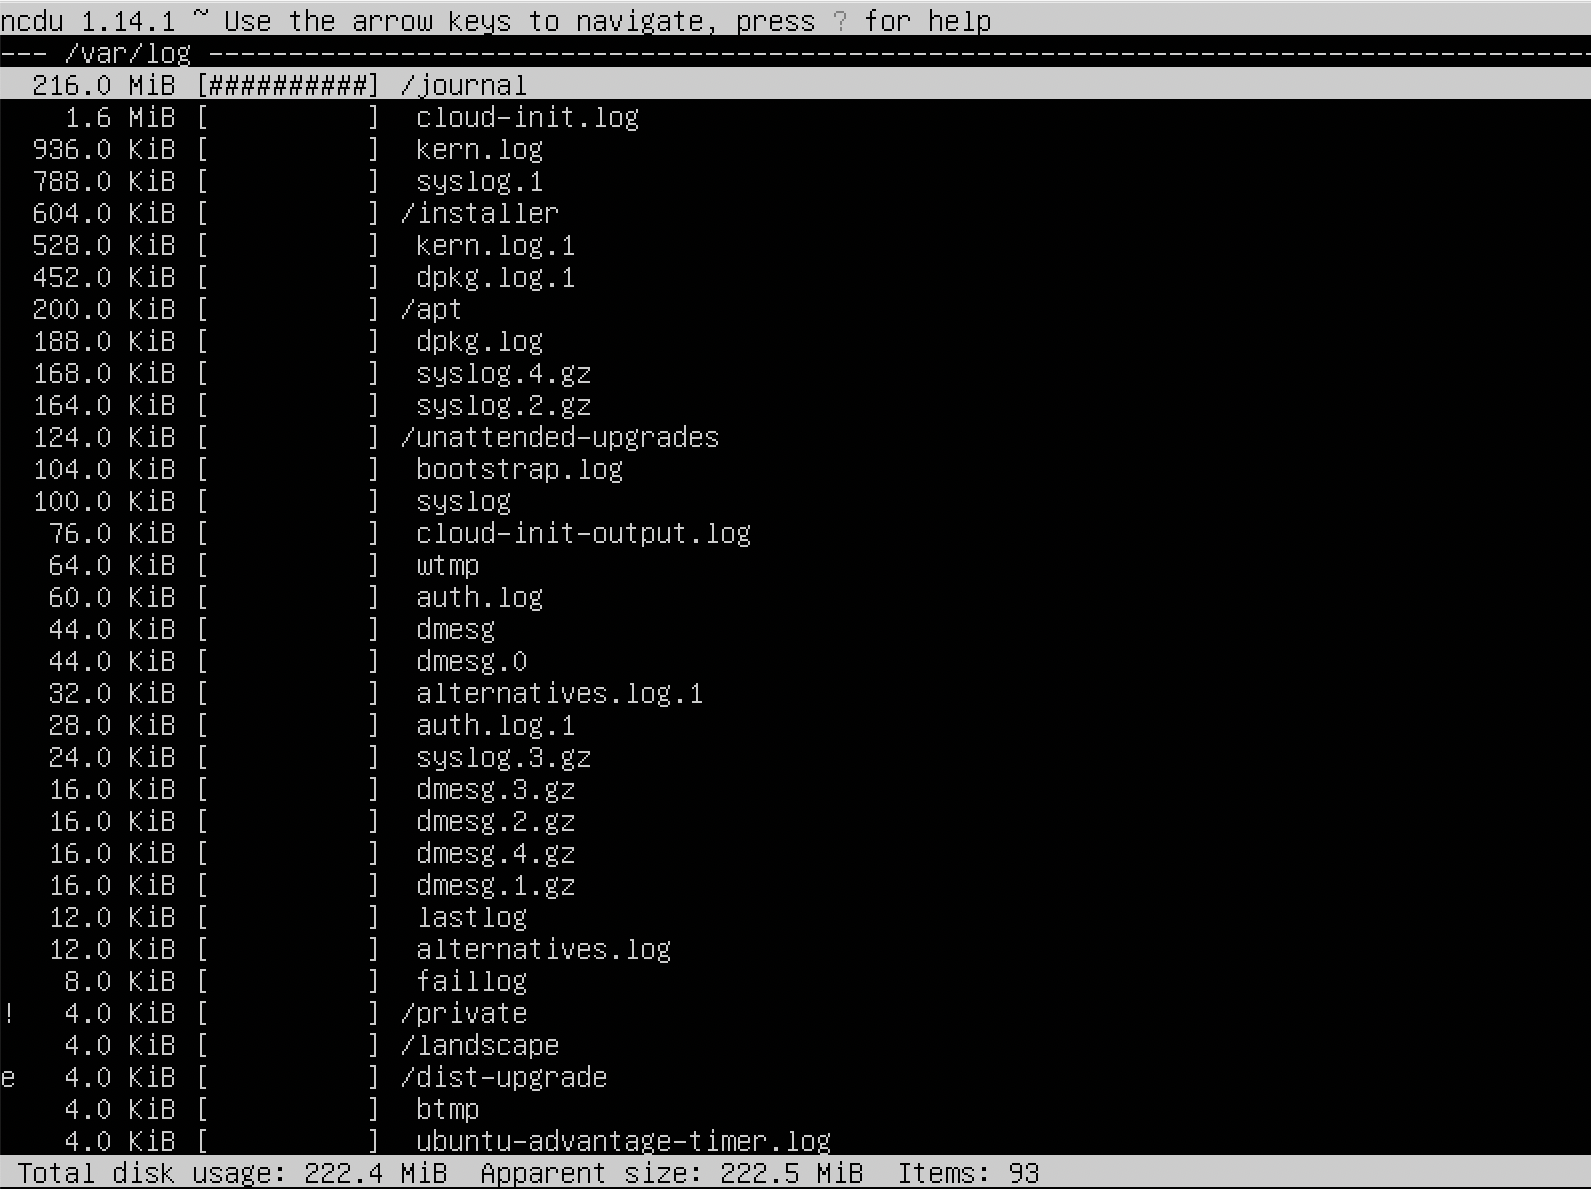 ncdu 1.14.1 ~ Use the arrow keys to navigate, press ? for help
--- /var/log --------------------------------------------------------------------------------------
  216.0 MiB [##########] /journal
    1.6 MiB [          ]  cloud-init.log
  936.0 KiB [          ]  kern.log
  788.0 KiB [          ]  syslog.1
  604.0 KiB [          ] /installer
  528.0 KiB [          ]  kern.log.1
  452.0 KiB [          ]  dpkg.log.1
  200.0 KiB [          ] /apt
  188.0 KiB [          ]  dpkg.log
  168.0 KiB [          ]  syslog.4.gz
  164.0 KiB [          ]  syslog.2.gz
  124.0 KiB [          ] /unattended-upgrades
  104.0 KiB [          ]  bootstrap.log
  100.0 KiB [          ]  syslog
   76.0 KiB [          ]  cloud-init-output.log
   64.0 KiB [          ]  wtmp
   60.0 KiB [          ]  auth.log
   44.0 KiB [          ]  dmesg
   44.0 KiB [          ]  dmesg.0
   32.0 KiB [          ]  alternatives.log.1
   28.0 KiB [          ]  auth.log.1
   24.0 KiB [          ]  syslog.3.gz
   16.0 KiB [          ]  dmesg.3.gz
   16.0 KiB [          ]  dmesg.2.gz
   16.0 KiB [          ]  dmesg.4.gz
   16.0 KiB [          ]  dmesg.1.gz
   12.0 KiB [          ]  lastlog
   12.0 KiB [          ]  alternatives.log
    8.0 KiB [          ]  faillog
!   4.0 KiB [          ] /private
    4.0 KiB [          ] /landscape
e   4.0 KiB [          ] /dist-upgrade
    4.0 KiB [          ]  btmp
    4.0 KiB [          ]  ubuntu-advantage-timer.log
 Total disk usage: 222.4 MiB  Apparent size: 222.5 MiB  Items: 93